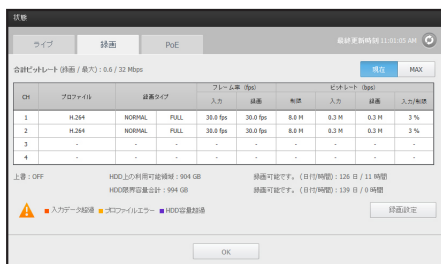 状態
ライブ 録画 PoE 最終更新時刻 11:01:05 AM
合計ビットレート (録画 / 最大) : 0.6 / 32 Mbps 現在 MAX
CH プロファイル 録画タイプ フレーム率 (fps) ビットレート (bps)
入力 録画 制限 入力 録画 入力/制限
1 H.264 NORMAL FULL 30.0 fps 30.0 fps 8.0 M 0.3 M 0.3 M 3 %
2 H.264 NORMAL FULL 30.0 fps 30.0 fps 8.0 M 0.3 M 0.3 M 3 %
3 - - - - - - - - -
4 - - - - - - - - -
上書 : OFF HDD上の利用可能領域 : 904 GB 録画可能です。 (日付/時間) : 126 日 / 11 時間
HDD限界容量合計 : 994 GB 録画可能です。 (日付/時間) : 139 日 / 0 時間
入力データ超過 プロファイルエラー HDD容量超過 録画設定
OK